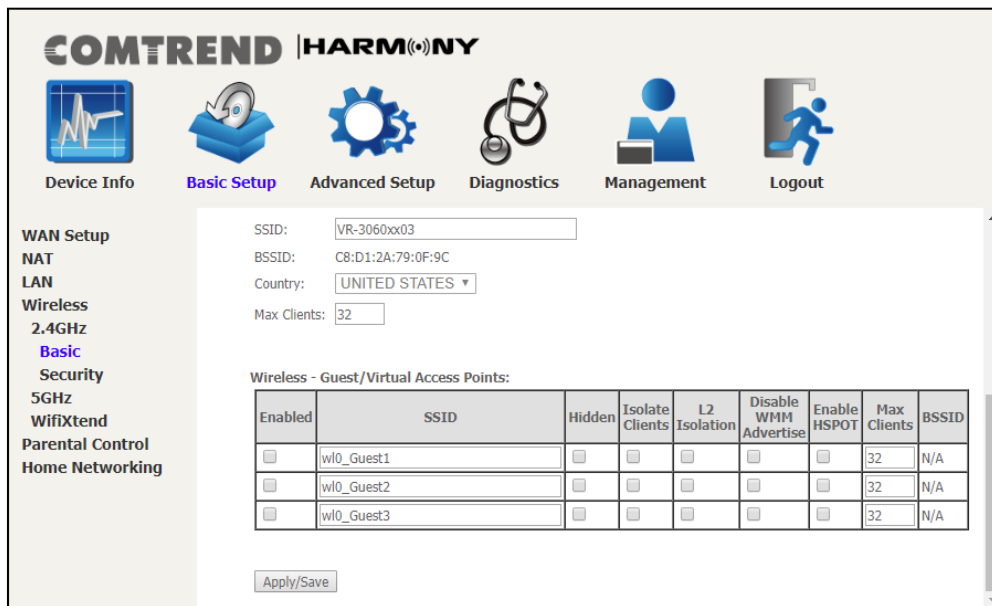 COMTREND HARMONY
Device Info Basic Setup Advanced Setup Diagnostics Management Logout
WAN Setup
NAT
LAN
Wireless
2.4GHz
Basic
Security
5GHz
WifiXtend
Parental Control
Home Networking
SSID: VR-3060xx03
BSSID: C8:D1:2A:79:0F:9C
Country: UNITED STATES
Max Clients: 32
Wireless - Guest/Virtual Access Points:
Enabled SSID Hidden Isolate Clients L2 Isolation Disable WMM Advertise Enable HSPOT Max Clients BSSID
wl0_Guest1 32 N/A
wl0_Guest2 32 N/A
wl0_Guest3 32 N/A
Apply/Save